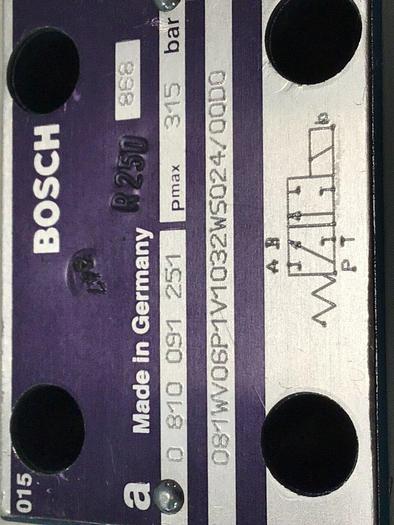 015
BOSCH
R250
868
a Made in Germany
0 810 091 251
pmax 315 bar
081WV06P1V1032WS024/00D0
A B
P T
b